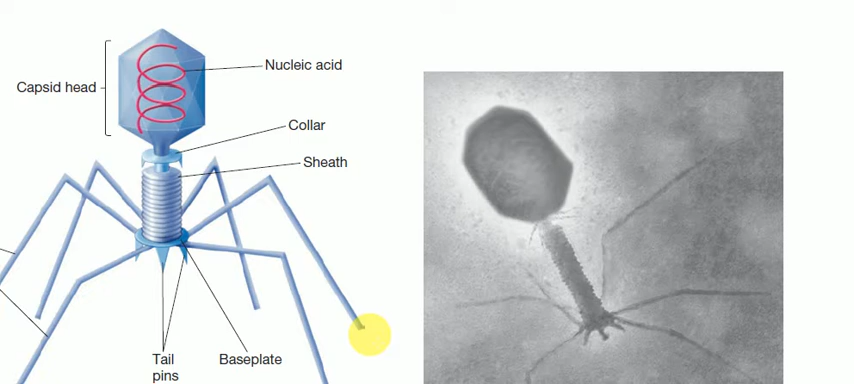 Nucleic acid
Capsid head
Collar
Sheath
Tail
pins
Baseplate